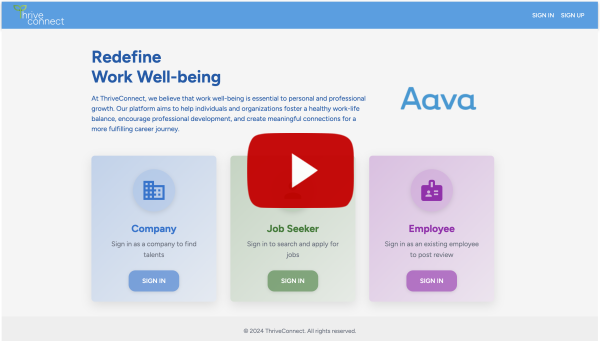 Thrive
connect
SIGN IN SIGN UP
Redefine
Work Well-being
At ThriveConnect, we believe that work well-being is essential to personal and professional
growth. Our platform aims to help individuals and organizations foster a healthy work-life
balance, encourage professional development, and create meaningful connections for a
more fulfilling career journey.
Aava
Company
Sign in as a company to find
talents
SIGN IN
Job Seeker
Sign in to search and apply for
jobs
SIGN IN
Employee
Sign in as an existing employee
to post review
SIGN IN
© 2024 ThriveConnect. All rights reserved.